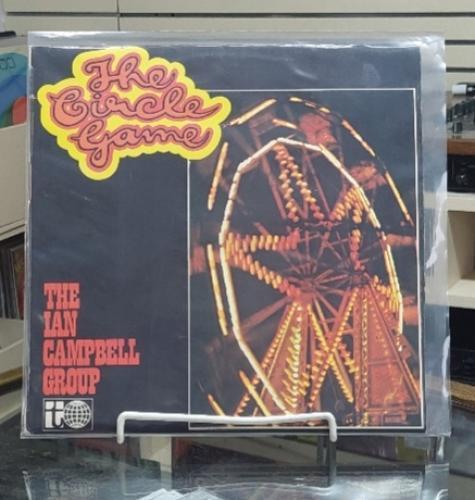 The
Circle
Game
THE
IAN
CAMPBELL
GROUP